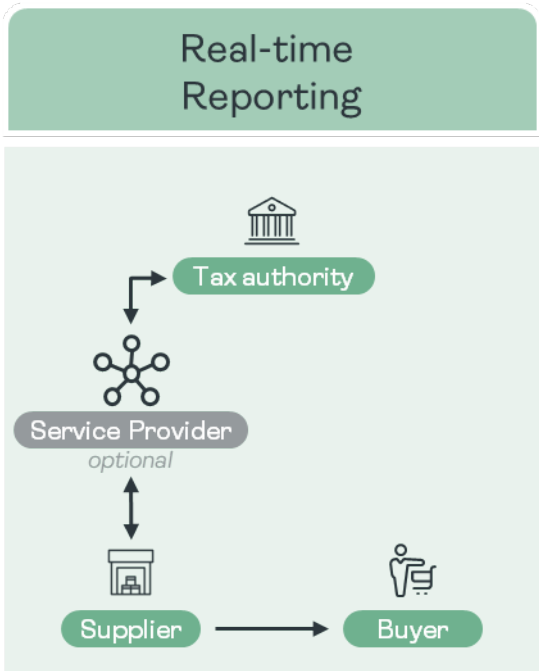 Real-time
Reporting
Tax authority
Service Provider
optional
Supplier
Buyer